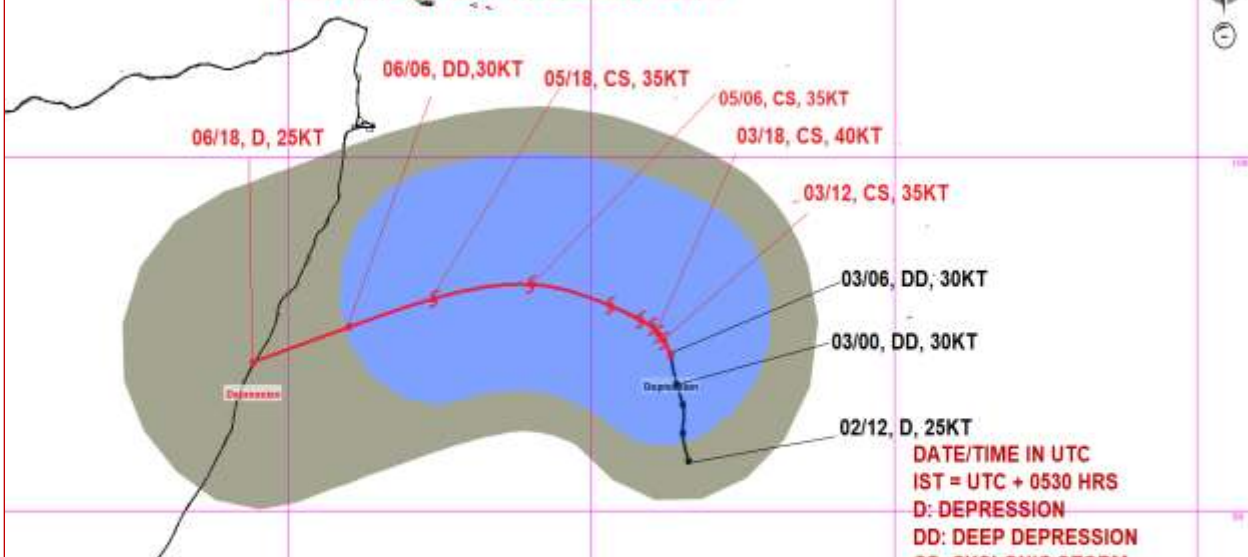 06/06, DD,30KT
05/18, CS, 35KT
05/06, CS, 35KT
06/18, D, 25KT
03/18, CS, 40KT
03/12, CS, 35KT
03/06, DD, 30KT
03/00, DD, 30KT
Depression
Depression
02/12, D, 25KT
DATE/TIME IN UTC
IST = UTC + 0530 HRS
D: DEPRESSION
DD: DEEP DEPRESSION